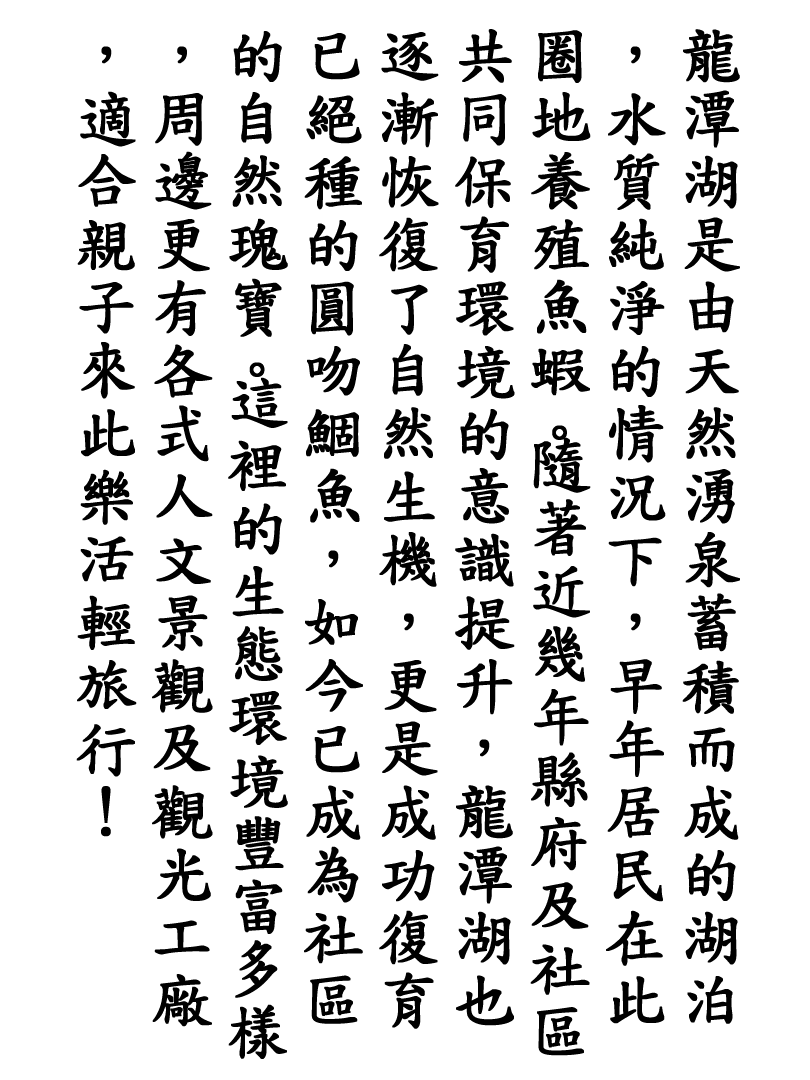 龍潭湖是由天然湧泉蓄積而成的湖泊
，水質純淨的情況下，早年居民在此
圈地養殖魚蝦。隨著近幾年縣府及社區
共同保育環境的意識提升，龍潭湖也
逐漸恢復了自然生機，更是成功復育
已絕種的圓吻鯝魚，如今已成為社區
的自然瑰寶。這裡的生態環境豐富多樣
，周邊更有各式人文景觀及觀光工廠
，適合親子來此樂活輕旅行！